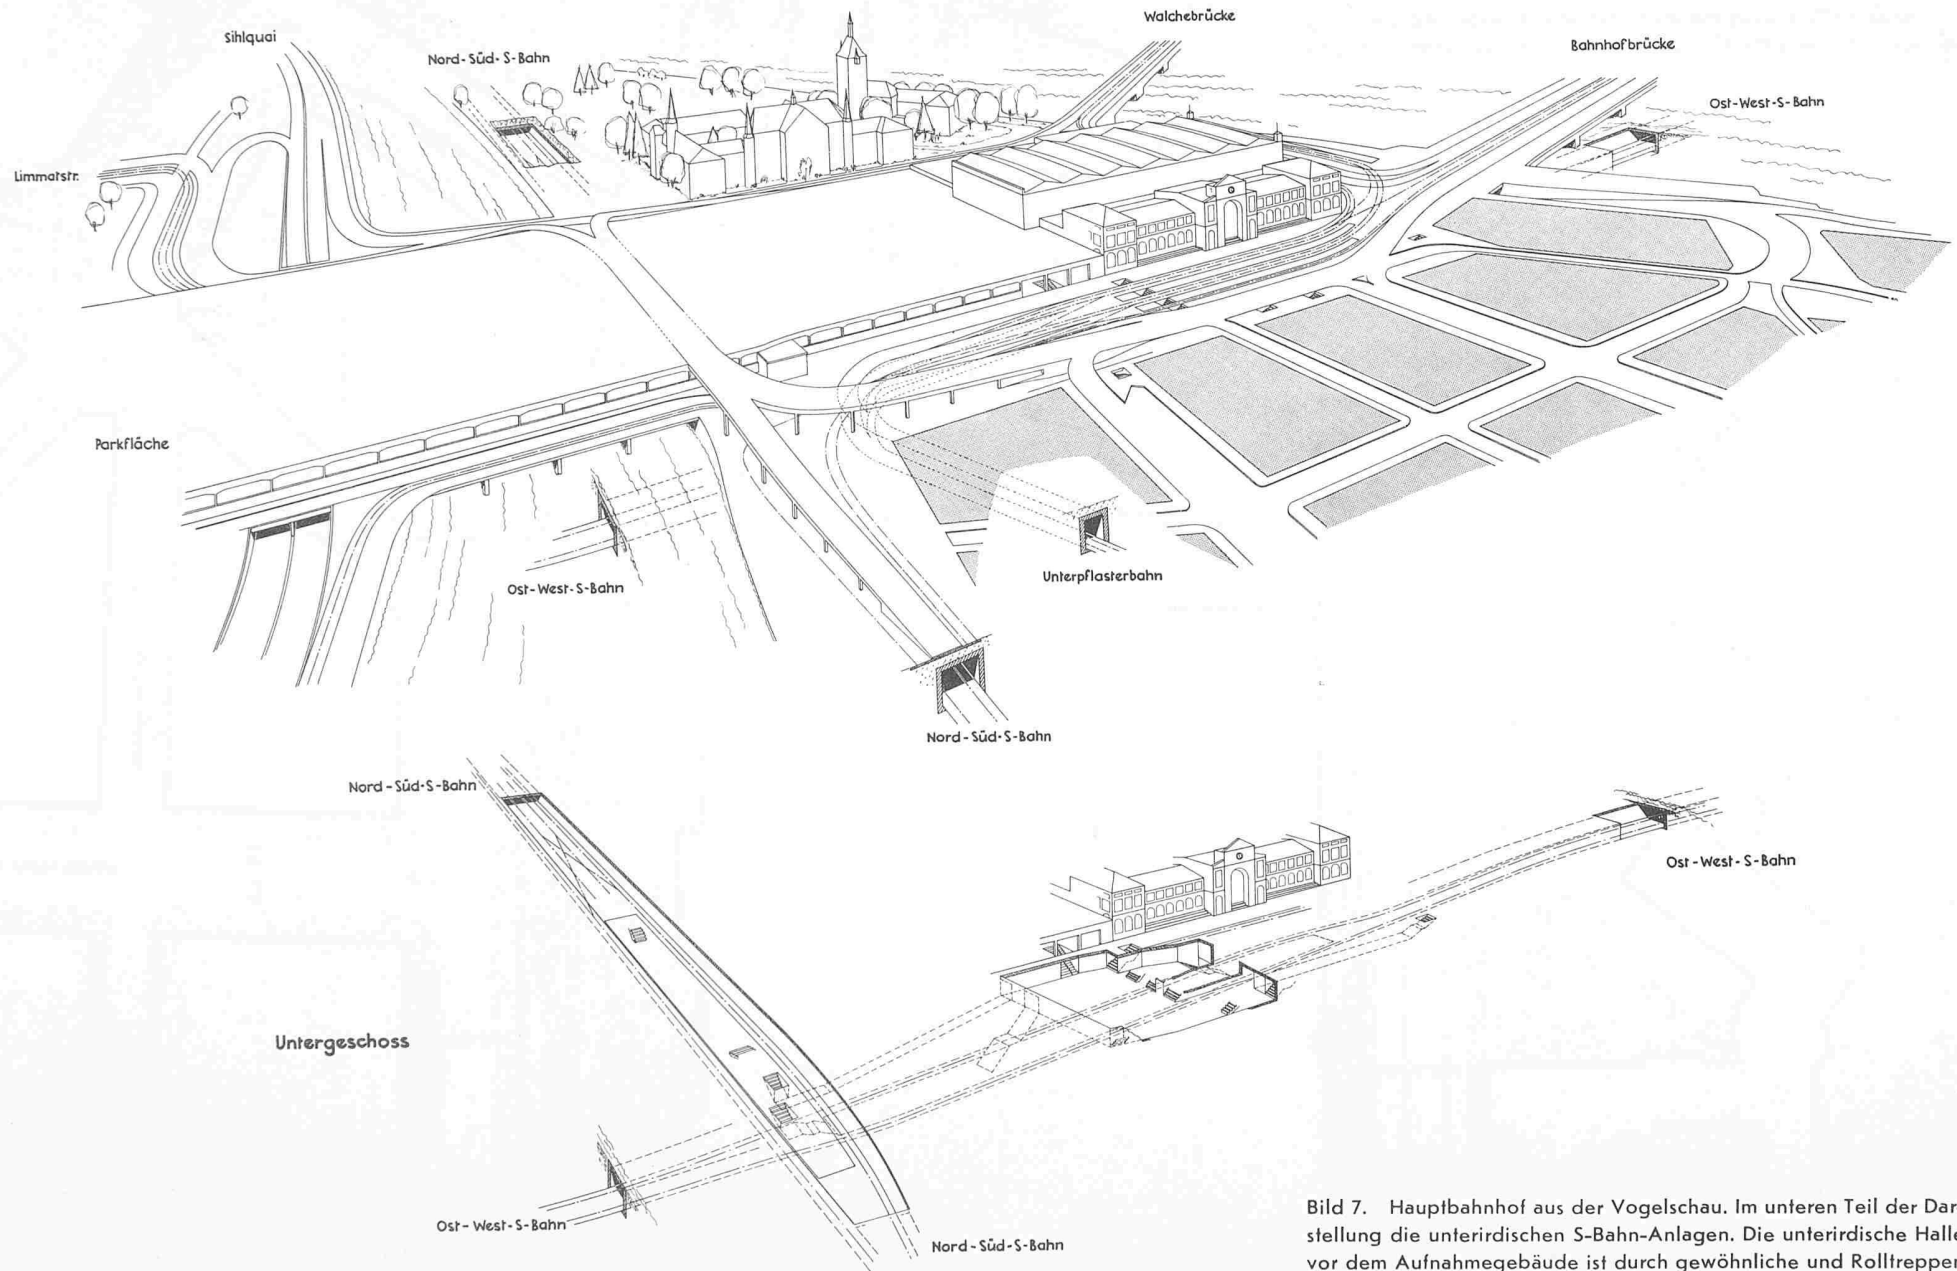 Walchebrücke
Sihlquai
Bahnhofbrücke
Nord-Süd-S-Bahn
Ost-West-S-Bahn
Limmatstr.
Parkfläche
Ost-West-S-Bahn
Unterpflasterbahn
Nord-Süd-S-Bahn
Nord-Süd-S-Bahn
Ost-West-S-Bahn
Untergeschoss
Ost-West-S-Bahn
Nord-Süd-S-Bahn
Bild 7. Hauptbahnhof aus der Vogelschau. Im unteren Teil der Dar
stellung die unterirdischen S-Bahn-Anlagen. Die unterirdische Halle
vor dem Aufnahmegebäude ist durch gewöhnliche und Rolltreppen